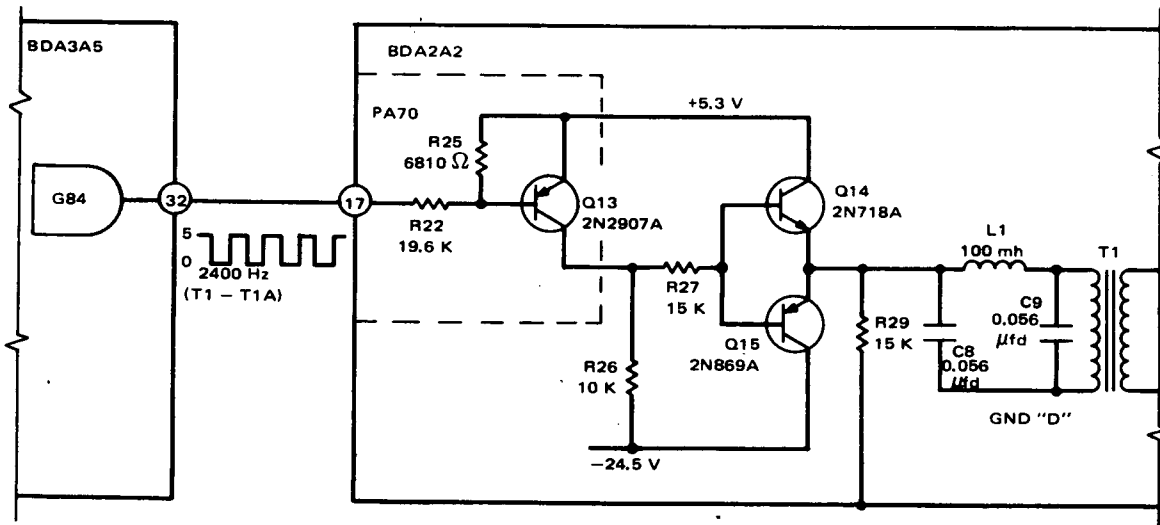 BDA3A5
BDA2A2
PA70
+5.3 V
R25
6810 Ω
G84
32
17
Q13
2N2907A
Q14
2N718A
R22
19.6 K
5
0
2400 Hz
(T1 – T1A)
L1
100 mh
T1
R27
15 K
C9
0.056
μfd
Q15
2N869A
R29
15 K
C8
0.056
μfd
R26
10 K
GND "D"
–24.5 V